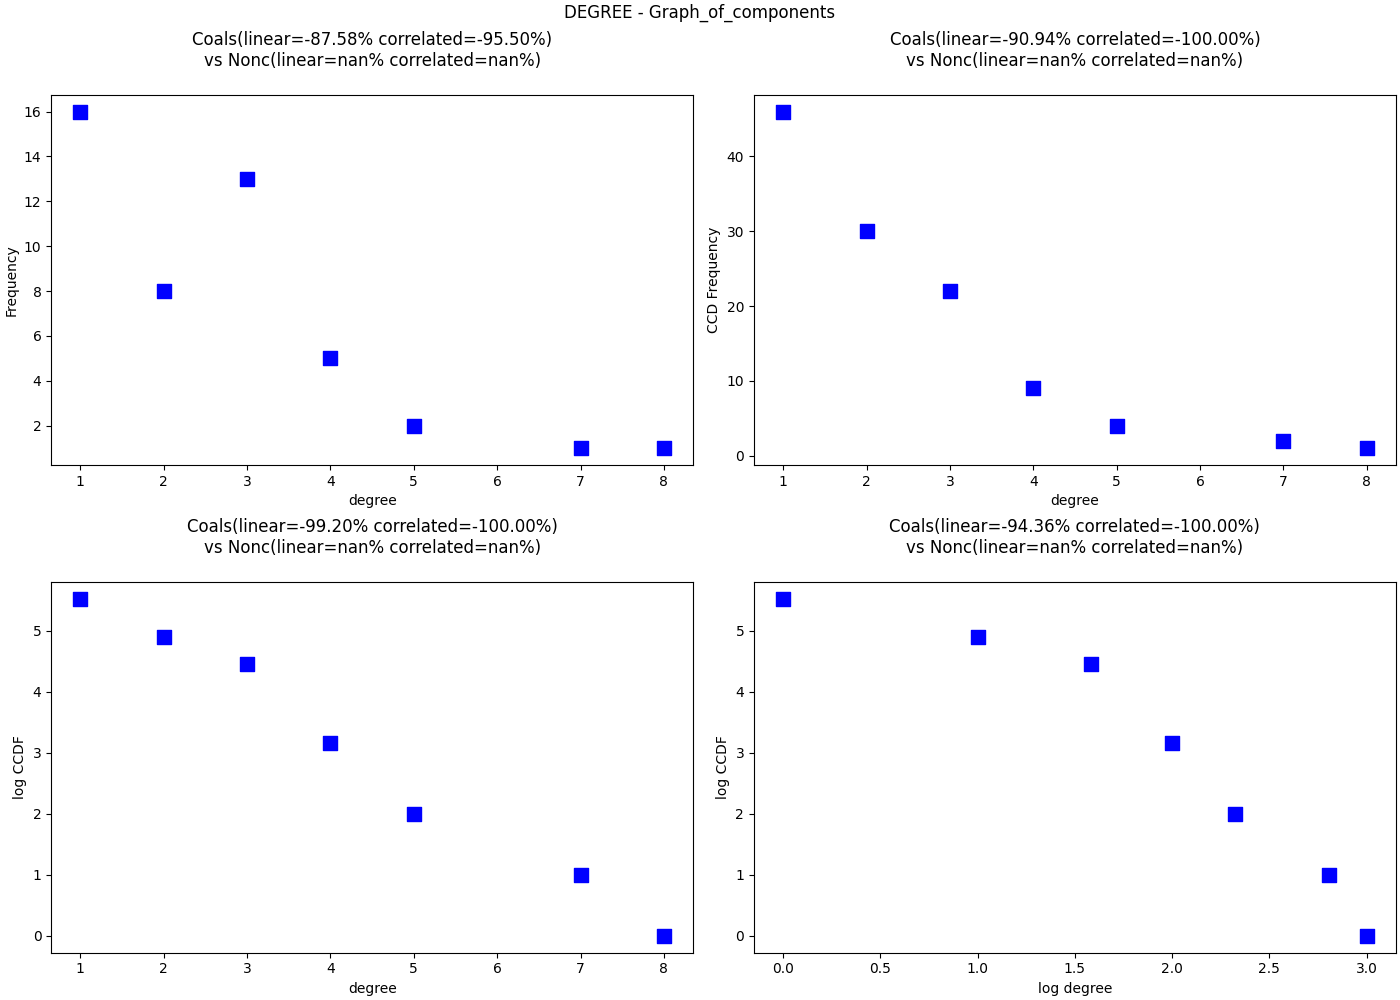 DEGREE - Graph_of_components
Coals(linear=-87.58% correlated=-95.50%)
vs Nonc(linear=nan% correlated=nan%)
16
14
12
10
8
6
4
2
Frequency
1 2 3 4 5 6 7 8
degree
Coals(linear=-90.94% correlated=-100.00%)
vs Nonc(linear=nan% correlated=nan%)
40
30
20
10
0
CCD Frequency
1 2 3 4 5 6 7 8
degree
Coals(linear=-99.20% correlated=-100.00%)
vs Nonc(linear=nan% correlated=nan%)
5
4
3
2
1
0
log CCDF
1 2 3 4 5 6 7 8
degree
Coals(linear=-94.36% correlated=-100.00%)
vs Nonc(linear=nan% correlated=nan%)
5
4
3
2
1
0
log CCDF
0.0 0.5 1.0 1.5 2.0 2.5 3.0
log degree